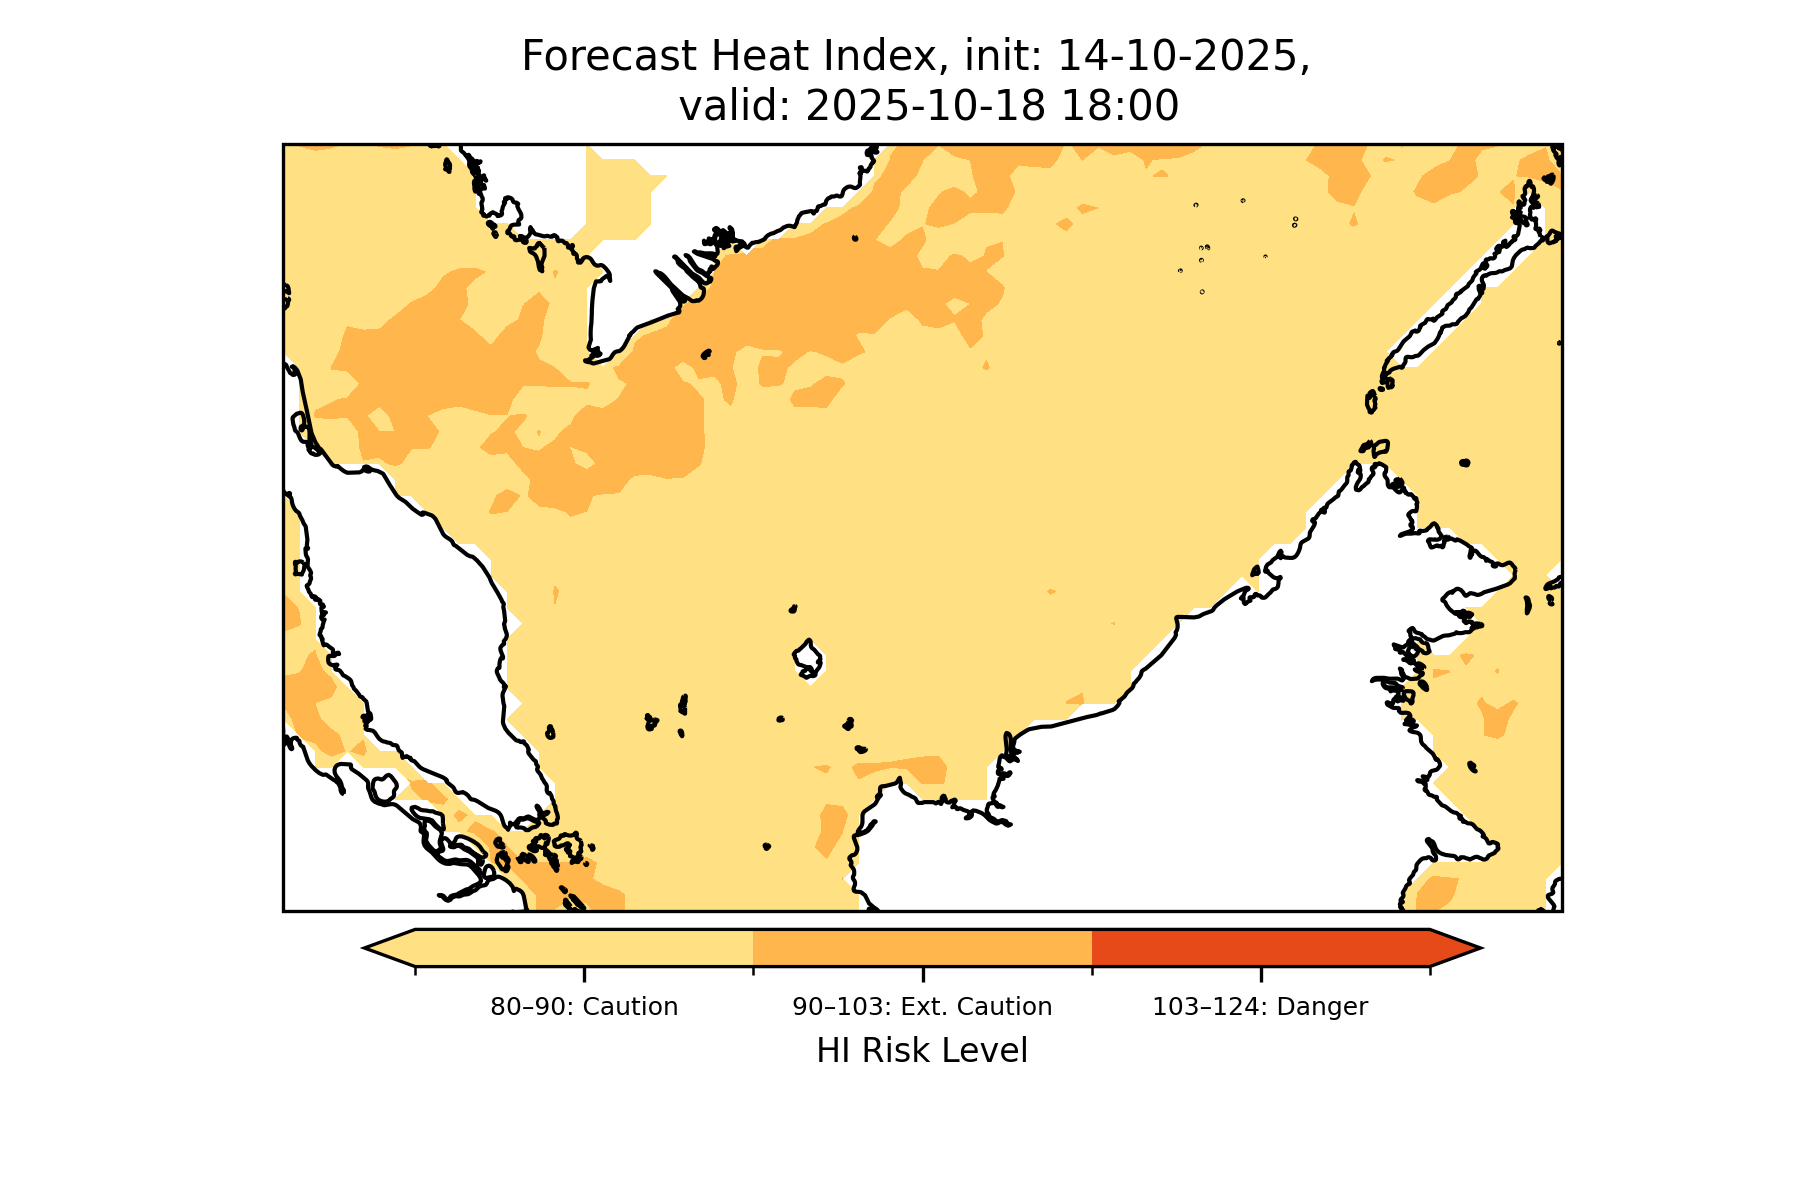 Forecast Heat Index, init: 14-10-2025,
valid: 2025-10-18 18:00
80–90: Caution
90–103: Ext. Caution
103–124: Danger
HI Risk Level